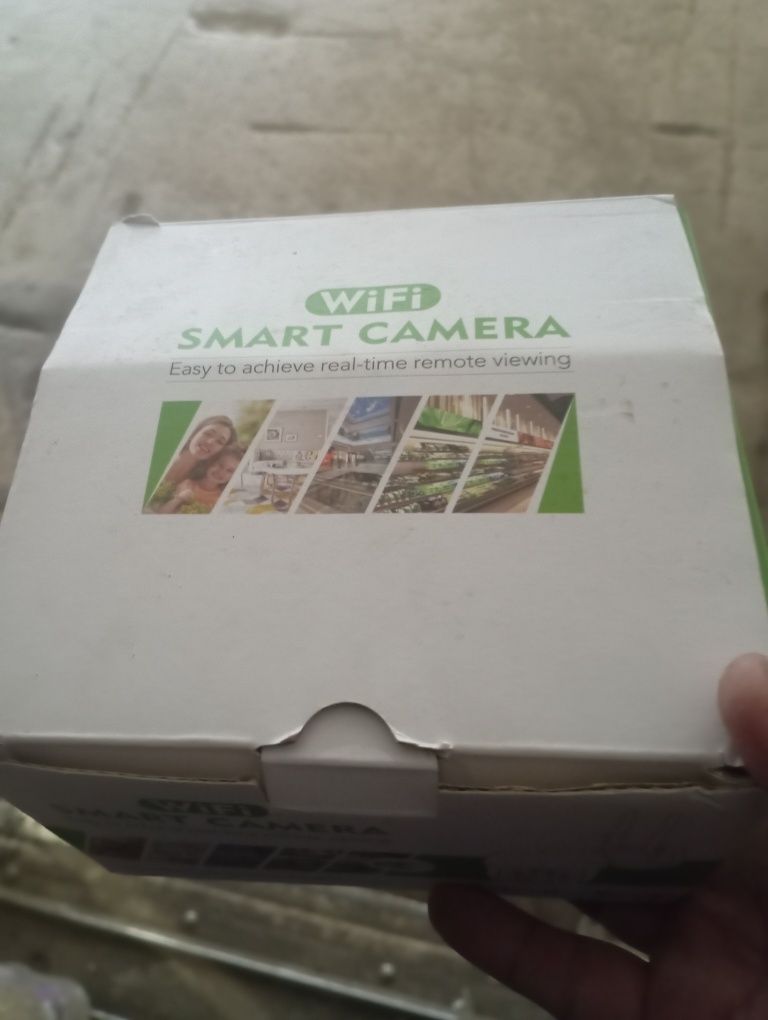 WiFi
SMART CAMERA
Easy to achieve real-time remote viewing
WiFi
SMART CAMERA